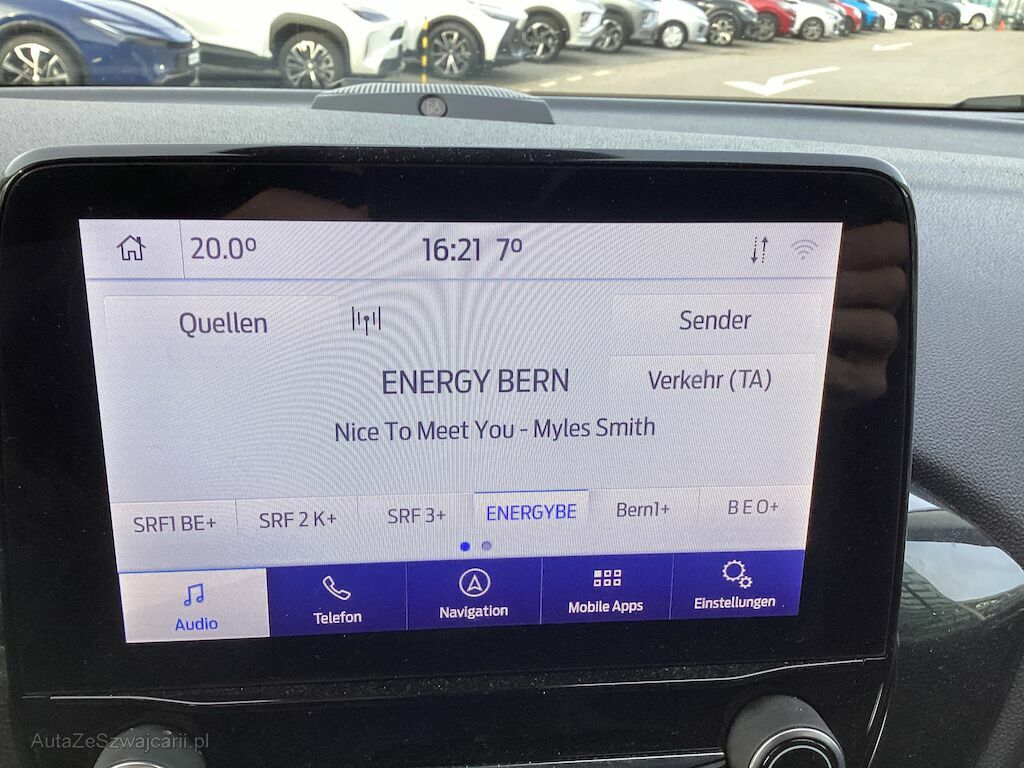 20.0° 16:21 7°
Quellen Sender
ENERGY BERN Verkehr (TA)
Nice To Meet You - Myles Smith
SRF1 BE+ SRF 2 K+ SRF 3+ ENERGYBE Bern1+ BEO+
Audio Telefon Navigation Mobile Apps Einstellungen
AutaZeSzwajcarii.pl